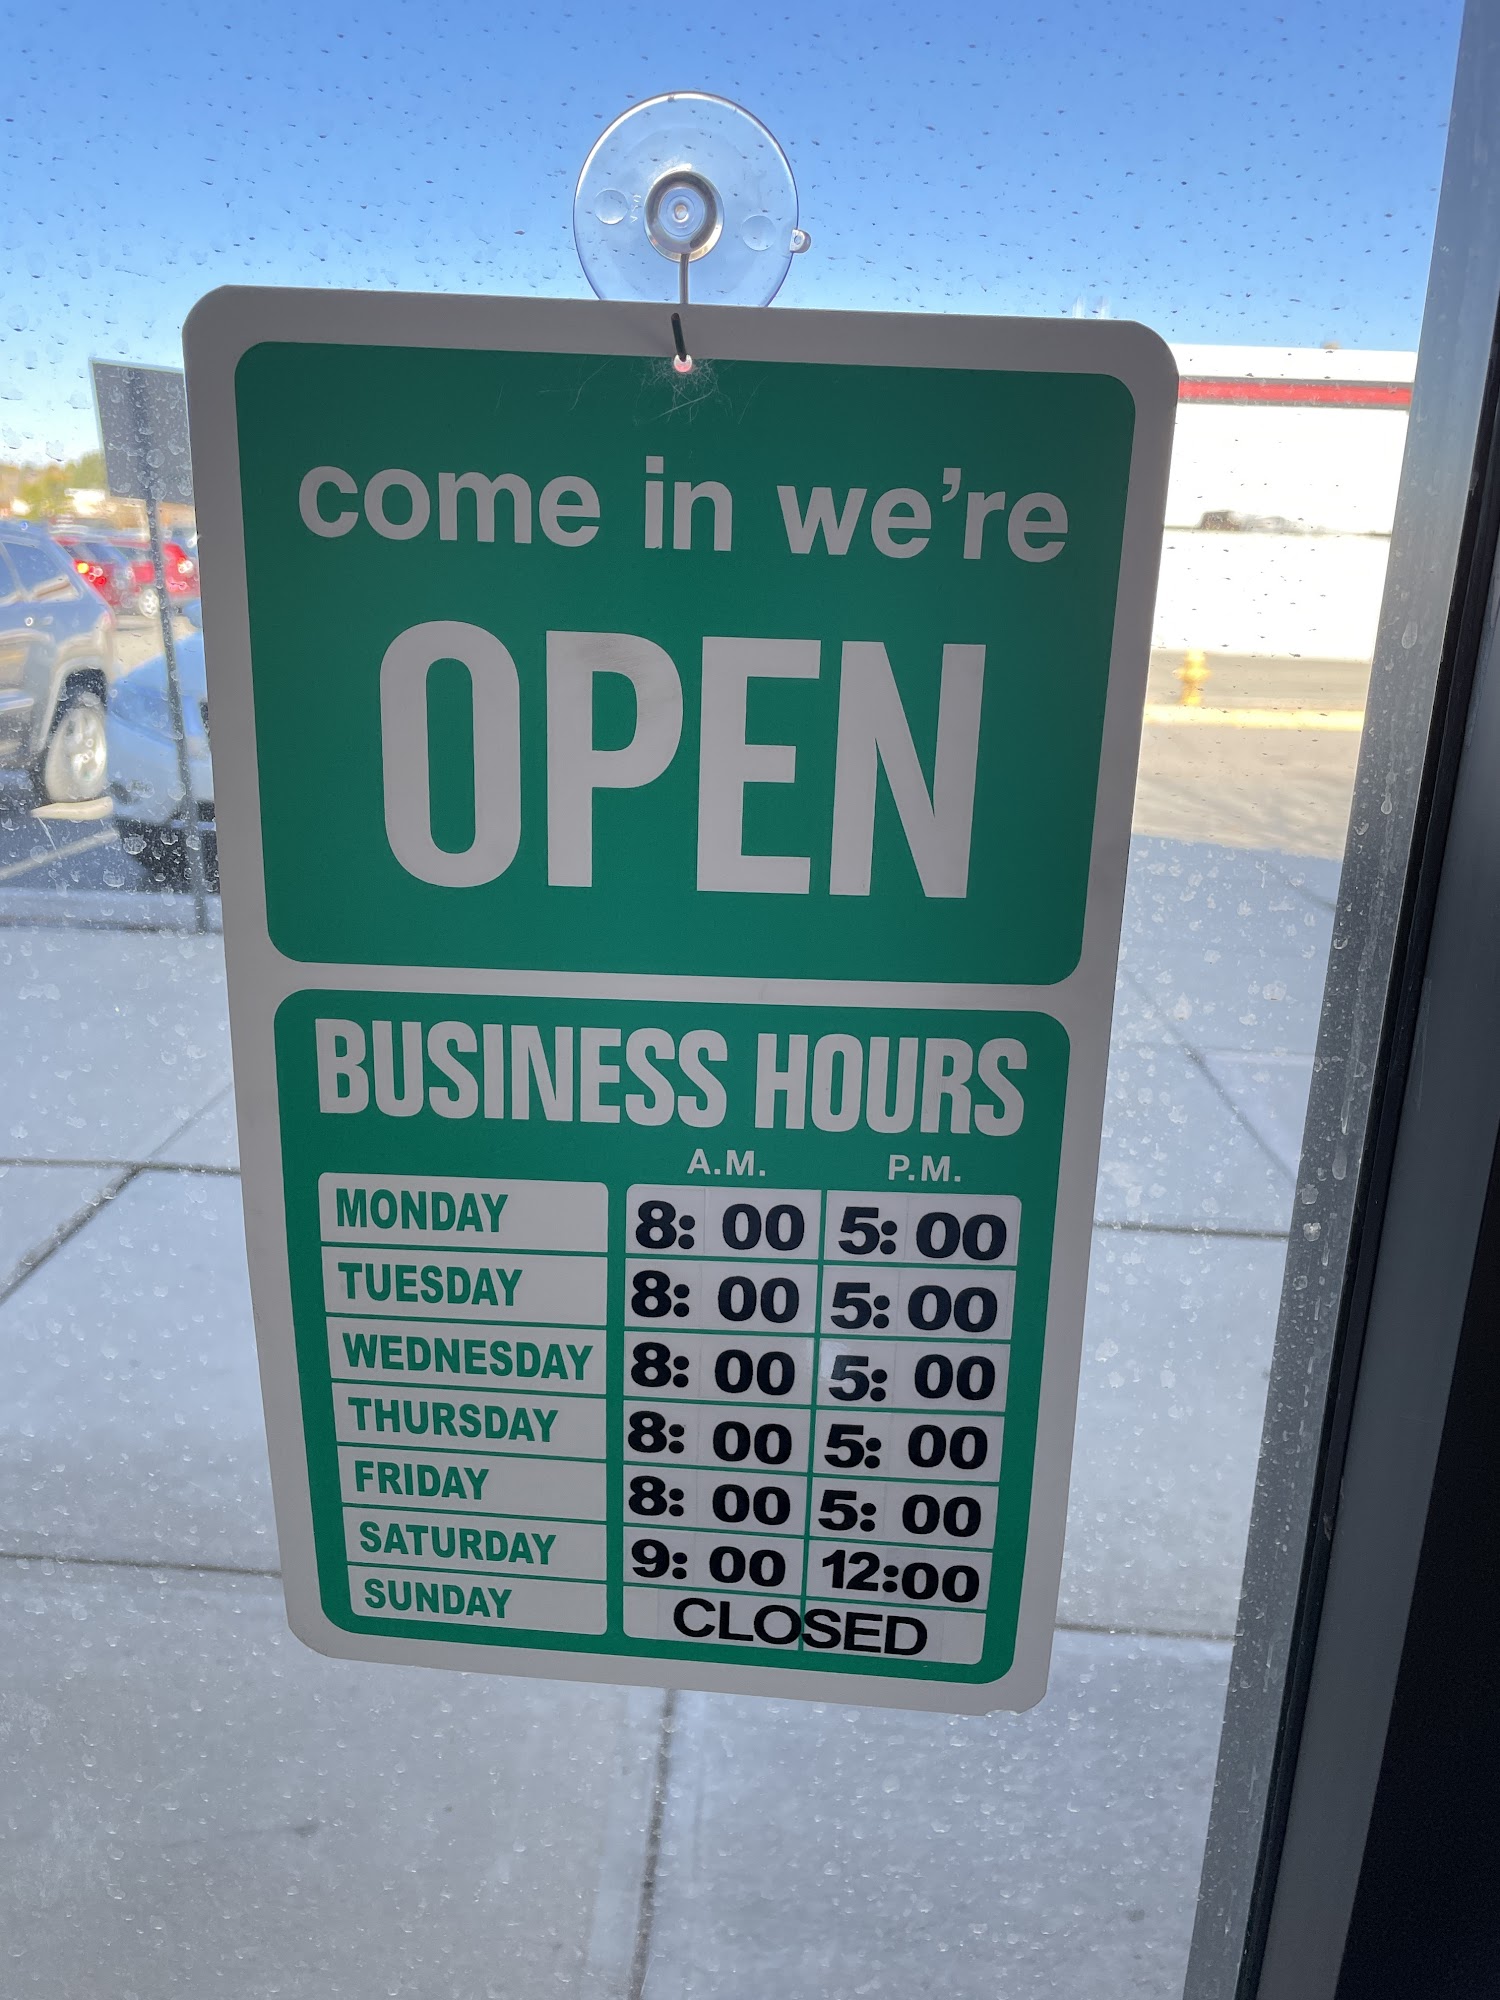 come in we're
OPEN
BUSINESS HOURS
A.M. P.M.
MONDAY 8: 00 5: 00
TUESDAY 8: 00 5: 00
WEDNESDAY 8: 00 5: 00
THURSDAY 8: 00 5: 00
FRIDAY 8: 00 5: 00
SATURDAY 9: 00 12:00
SUNDAY CLOSED